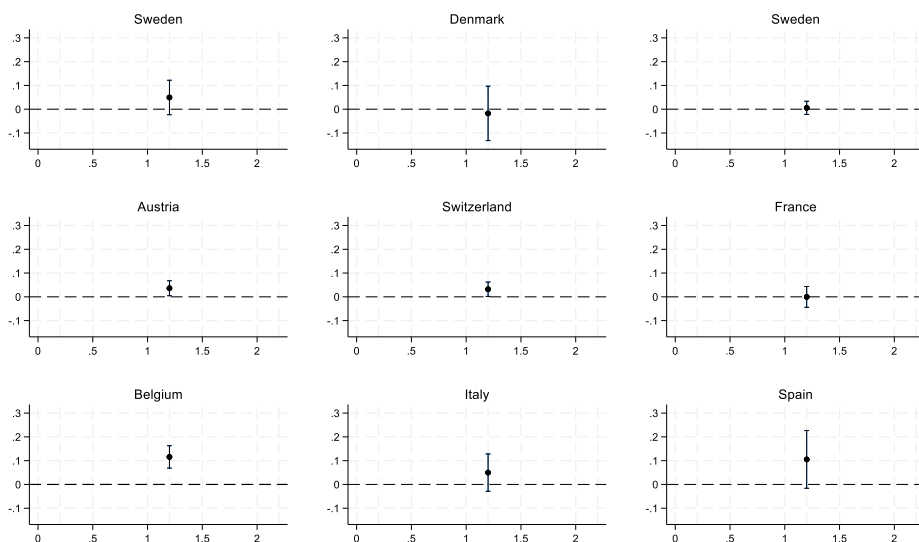 Sweden Denmark Sweden
.3 .3 .3
.2 .2 .2
.1 .1 .1
0 0 0
-.1 -.1 -.1
0 .5 1 1.5 2 0 .5 1 1.5 2 0 .5 1 1.5 2
Austria Switzerland France
.3 .3 .3
.2 .2 .2
.1 .1 .1
0 0 0
-.1 -.1 -.1
0 .5 1 1.5 2 0 .5 1 1.5 2 0 .5 1 1.5 2
Belgium Italy Spain
.3 .3 .3
.2 .2 .2
.1 .1 .1
0 0 0
-.1 -.1 -.1
0 .5 1 1.5 2 0 .5 1 1.5 2 0 .5 1 1.5 2